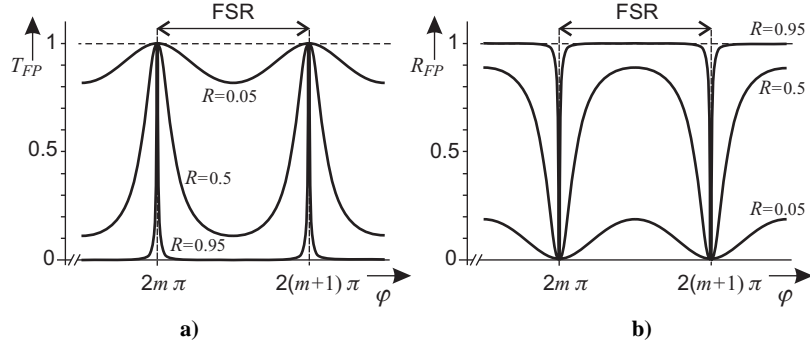 FSR
1
T_FP
R=0.05
0.5
R=0.5
R=0.95
0
2m π
2(m+1) π
φ
a)
FSR
R=0.95
1
R_FP
R=0.5
0.5
R=0.05
0
2m π
2(m+1) π
φ
b)